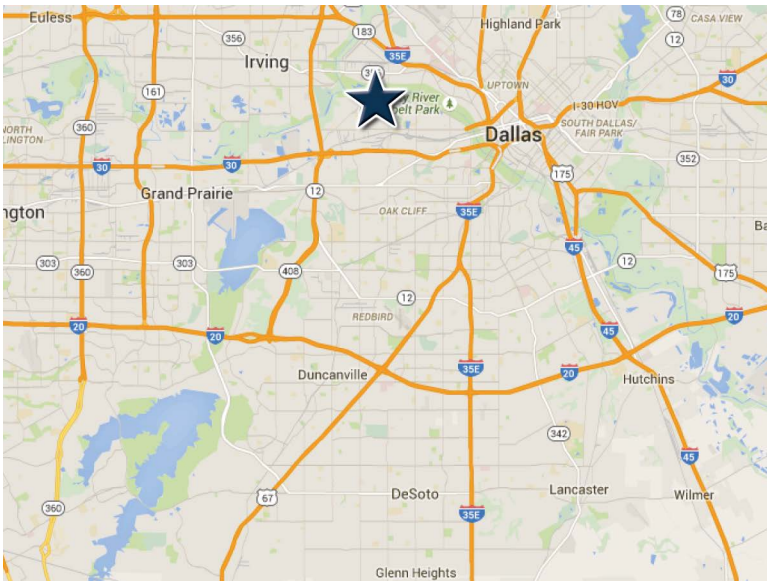 Euless
356
Irving
183
35E
Highland Park
78
CASA VIEW
12
161
River
Belt Park
UPTOWN
I-30 HOV
30
360
Dallas
SOUTH DALLAS/
FAIR PARK
30
30
352
175
Grand Prairie
12
OAK CLIFF
35E
45
303
360
303
408
12
12
175
REDBIRD
20
20
45
20
Duncanville
35E
20
Hutchins
342
45
67
DeSoto
Lancaster
Wilmer
360
35E
Glenn Heights